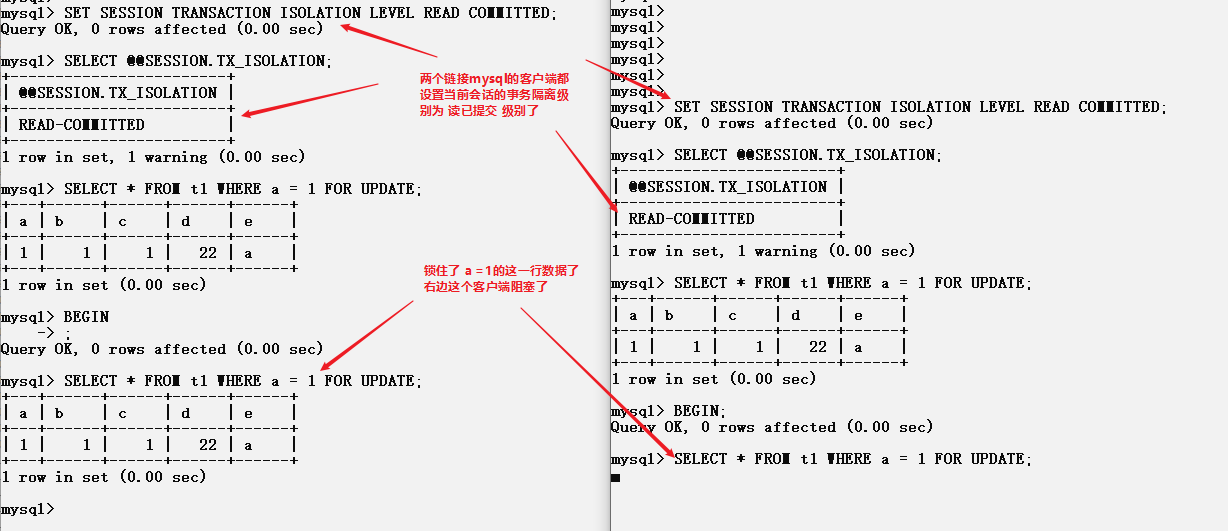 mysql> SET SESSION TRANSACTION ISOLATION LEVEL READ COMMITTED;
Query OK, 0 rows affected (0.00 sec)
mysql> SELECT @@SESSION.TX_ISOLATION;
+------------------------+
| @@SESSION.TX_ISOLATION |
+------------------------+
| READ-COMMITTED         |
+------------------------+
1 row in set, 1 warning (0.00 sec)
mysql> SELECT * FROM t1 WHERE a = 1 FOR UPDATE;
+---+------+------+------+------+
| a | b    | c    | d    | e    |
+---+------+------+------+------+
| 1 |    1 |    1 |   22 | a    |
+---+------+------+------+------+
1 row in set (0.00 sec)
mysql> BEGIN
    -> ;
Query OK, 0 rows affected (0.00 sec)
mysql> SELECT * FROM t1 WHERE a = 1 FOR UPDATE;
+---+------+------+------+------+
| a | b    | c    | d    | e    |
+---+------+------+------+------+
| 1 |    1 |    1 |   22 | a    |
+---+------+------+------+------+
1 row in set (0.00 sec)
mysql>
两个链接mysql的客户端都
设置当前会话的事务隔离级
别为 读已提交 级别了
锁住了 a =1的这一行数据了
右边这个客户端阻塞了
mysql>
mysql>
mysql>
mysql>
mysql>
mysql>
mysql> SET SESSION TRANSACTION ISOLATION LEVEL READ COMMITTED;
Query OK, 0 rows affected (0.00 sec)
mysql> SELECT @@SESSION.TX_ISOLATION;
+------------------------+
| @@SESSION.TX_ISOLATION |
+------------------------+
| READ-COMMITTED         |
+------------------------+
1 row in set, 1 warning (0.00 sec)
mysql> SELECT * FROM t1 WHERE a = 1 FOR UPDATE;
+---+------+------+------+------+
| a | b    | c    | d    | e    |
+---+------+------+------+------+
| 1 |    1 |    1 |   22 | a    |
+---+------+------+------+------+
1 row in set (0.00 sec)
mysql> BEGIN;
Query OK, 0 rows affected (0.00 sec)
mysql> SELECT * FROM t1 WHERE a = 1 FOR UPDATE;